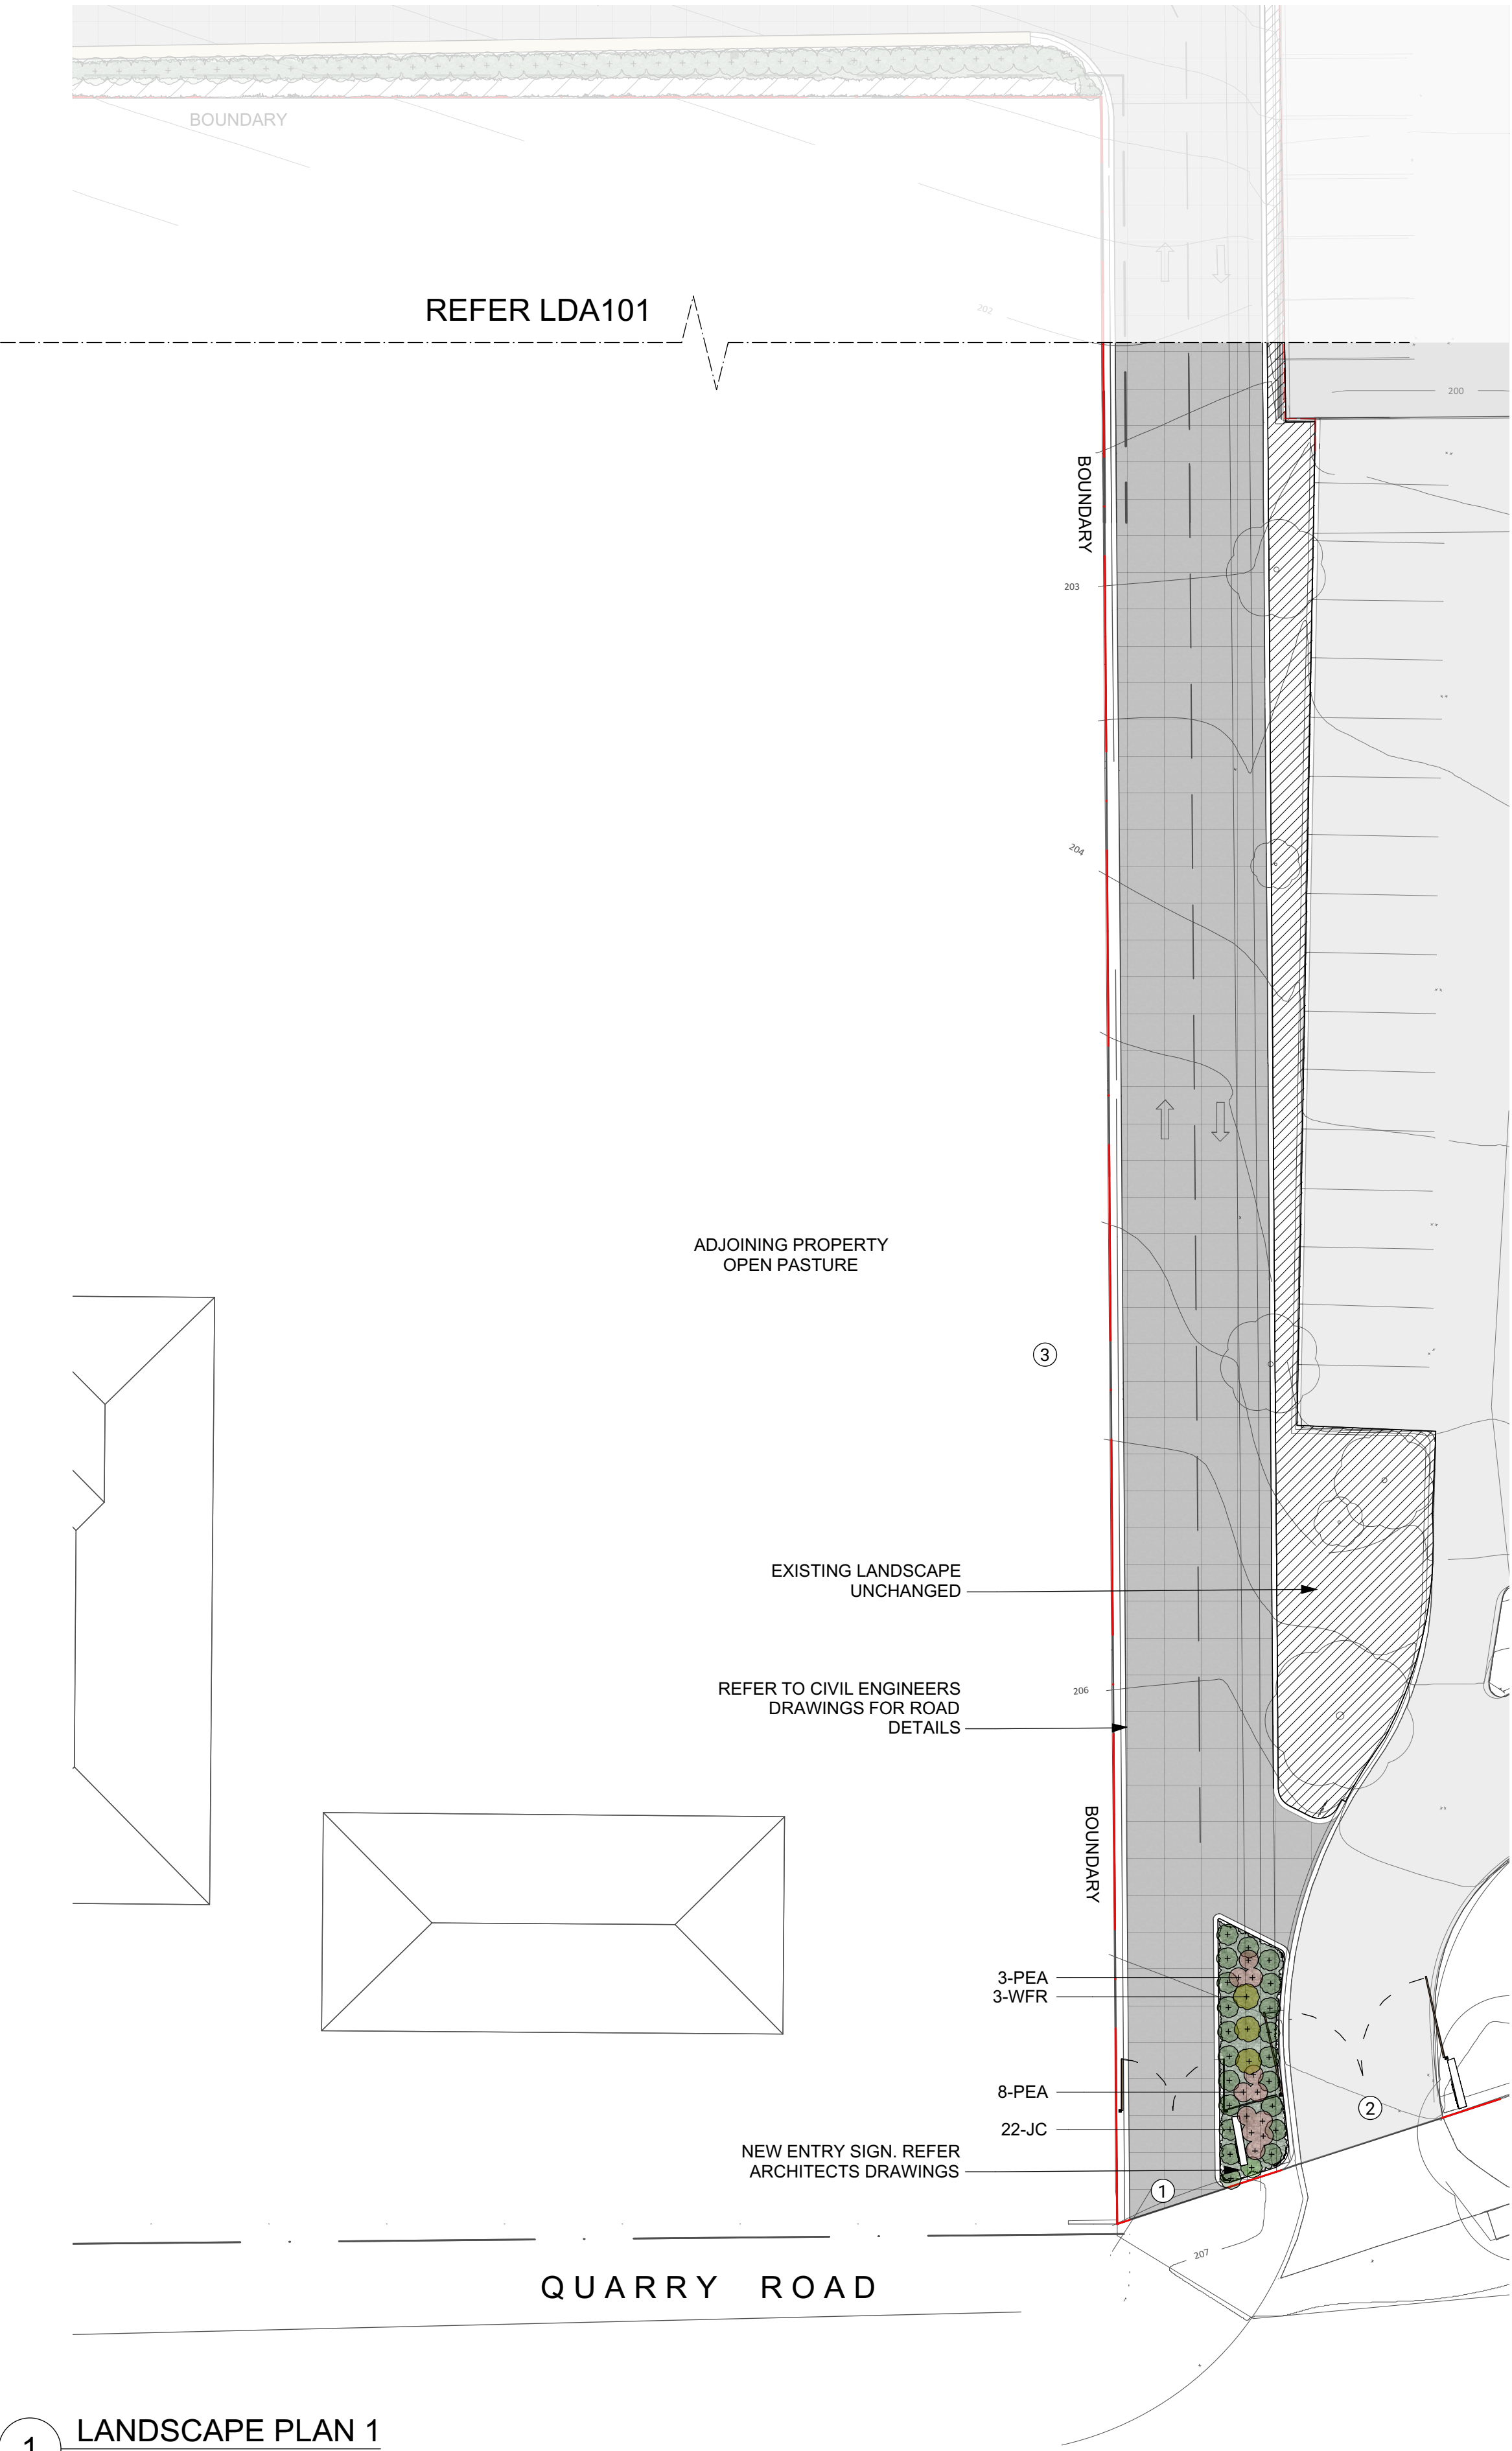 BOUNDARY
REFER LDA101
202
200
BOUNDARY
203
204
ADJOINING PROPERTY
OPEN PASTURE
3
EXISTING LANDSCAPE
UNCHANGED
REFER TO CIVIL ENGINEERS
DRAWINGS FOR ROAD
DETAILS
206
BOUNDARY
3-PEA
3-WFR
8-PEA
2
22-JC
NEW ENTRY SIGN. REFER
ARCHITECTS DRAWINGS
1
207
QUARRY ROAD
1
LANDSCAPE PLAN 1